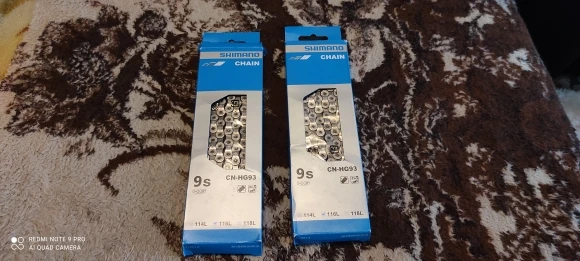 SHIMANO
CHAIN
9s
CN-HG93
114L
116L
118L
SHIMANO
CHAIN
9s
CN-HG93
114L
116L
118L
REDMI NOTE 9 PRO
AI QUAD CAMERA